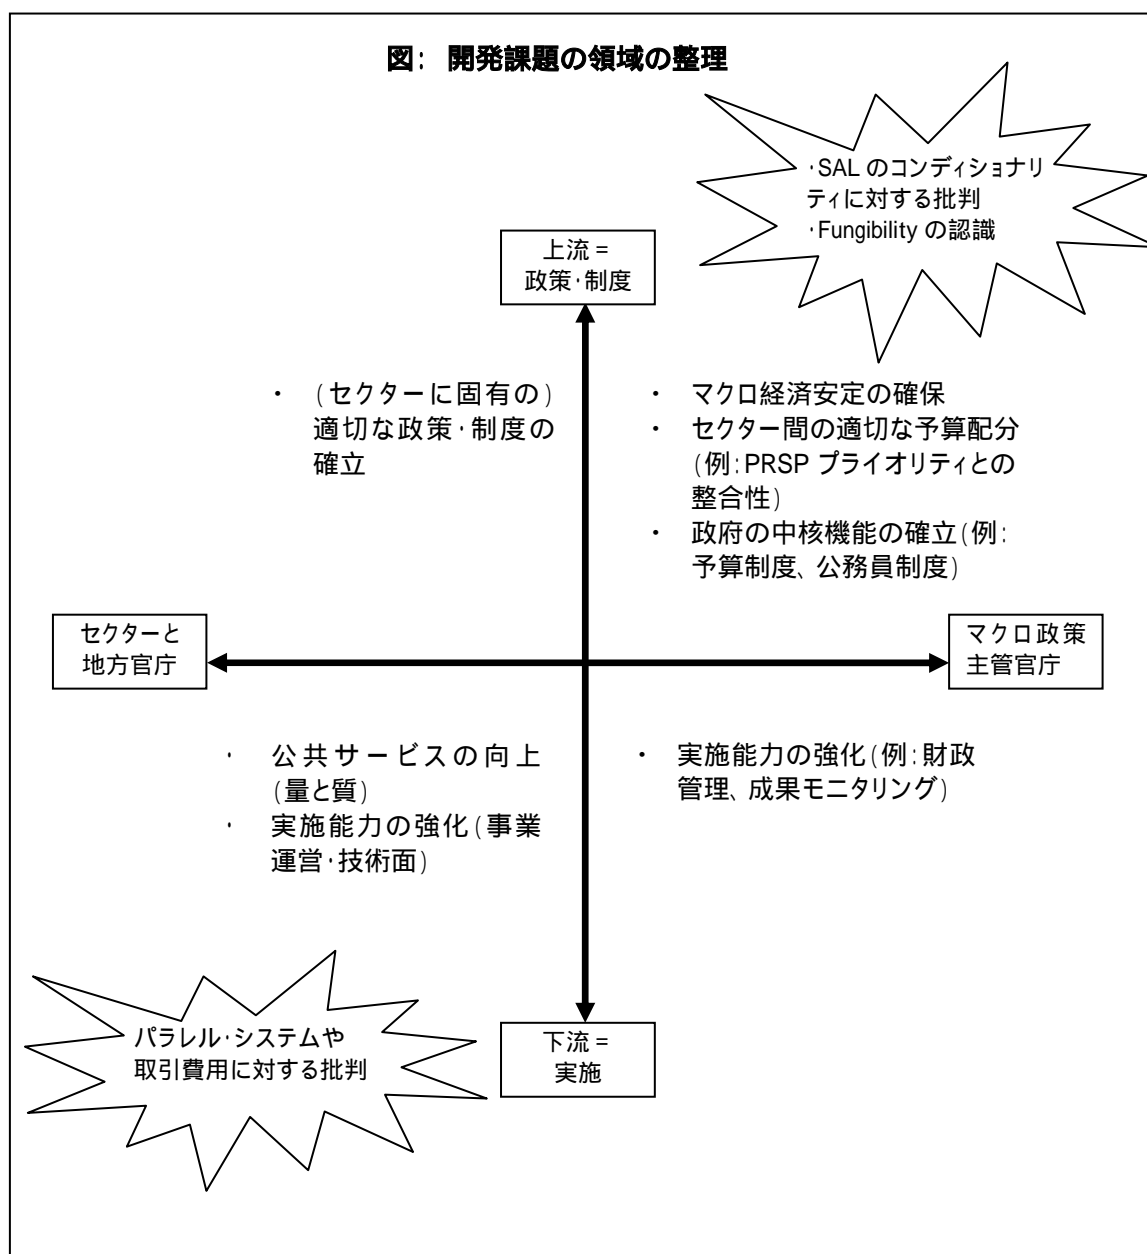 図： 開発課題の領域の整理
・SAL のコンディショナリ
ティに対する批判
・Fungibility の認識
上流＝
政策・制度
・ （セクターに固有の）
適切な政策・制度の
確立
・ マクロ経済安定の確保
・ セクター間の適切な予算配分
（例：PRSP プライオリティとの
整合性）
・ 政府の中核機能の確立（例：
予算制度、公務員制度）
セクターと
地方官庁
マクロ政策
主管官庁
・ 公共サービスの向上
（量と質）
・ 実施能力の強化（事業
運営・技術面）
・ 実施能力の強化（例：財政
管理、成果モニタリング）
パラレル・システムや
取引費用に対する批判
下流＝
実施